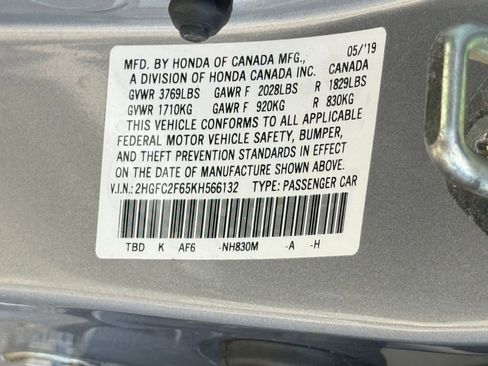 MFD. BY HONDA OF CANADA MFG., 05/'19
A DIVISION OF HONDA CANADA INC. CANADA
GVWR 3769LBS GAWR F 2028LBS R 1829LBS
GVWR 1710KG GAWR F 920KG R 830KG
THIS VEHICLE CONFORMS TO ALL APPLICABLE
FEDERAL MOTOR VEHICLE SAFETY, BUMPER,
AND THEFT PREVENTION STANDARDS IN EFFECT
ON THE DATE OF MANUFACTURE SHOWN ABOVE.
V.I.N.: 2HGFC2F65KH566132 TYPE: PASSENGER CAR
TBD K AF6 -NH830M -A -H